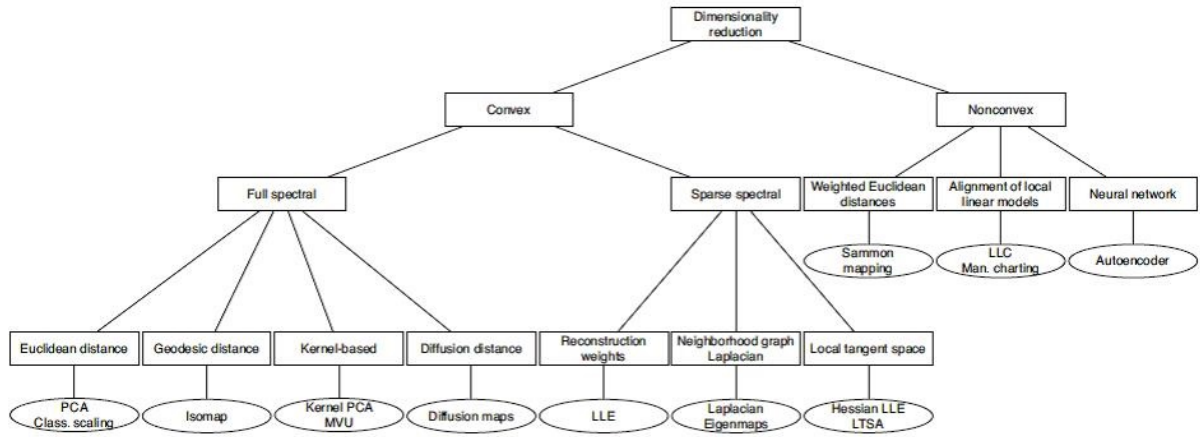 Dimensionality
reduction
Convex
Nonconvex
Full spectral
Sparse spectral
Weighted Euclidean
distances
Alignment of local
linear models
Neural network
Sammon
mapping
LLC
Man. charting
Autoencoder
Euclidean distance
Geodesic distance
Kernel-based
Diffusion distance
Reconstruction
weights
Neighborhood graph
Laplacian
Local tangent space
PCA
Class. scaling
Isomap
Kernel PCA
MVU
Diffusion maps
LLE
Laplacian
Eigenmaps
Hessian LLE
LTSA